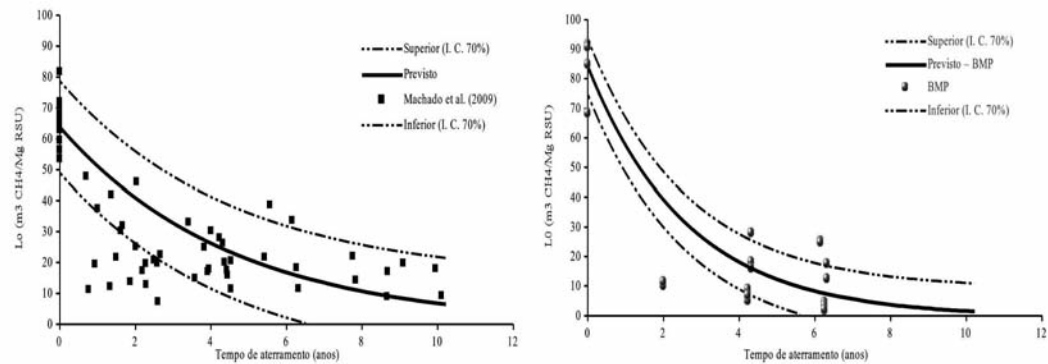 100
90
80
70
60
50
40
30
20
10
0
Lo (m3 CH4/Mg RSU)
Superior (I. C. 70%)
Previsto
Machado et al. (2009)
Inferior (I. C. 70%)
0 2 4 6 8 10 12
Tempo de aterramento (anos)
100
90
80
70
60
50
40
30
20
10
0
L0 (m3 CH4/Mg RSU)
Superior (I. C. 70%)
Previsto – BMP
BMP
Inferior (I. C. 70%)
0 2 4 6 8 10 12
Tempo de aterramento (anos)